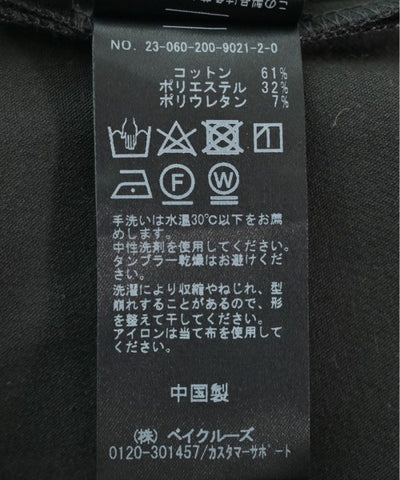 NO. 23-060-200-9021-2-0
コットン 61%
ポリエステル 32%
ポリウレタン 7%
F W
手洗いは水温30℃以下をお薦
めします。
中性洗剤を使用してください。
タンブラー乾燥はお避けくださ
い。
洗濯により収縮やねじれ、型
崩れすることがあるので、形
を整えて干してください。
アイロンは当て布を使用して
ください。
中国製
(株) ベイクルーズ
0120-301457/カスタマーサポート